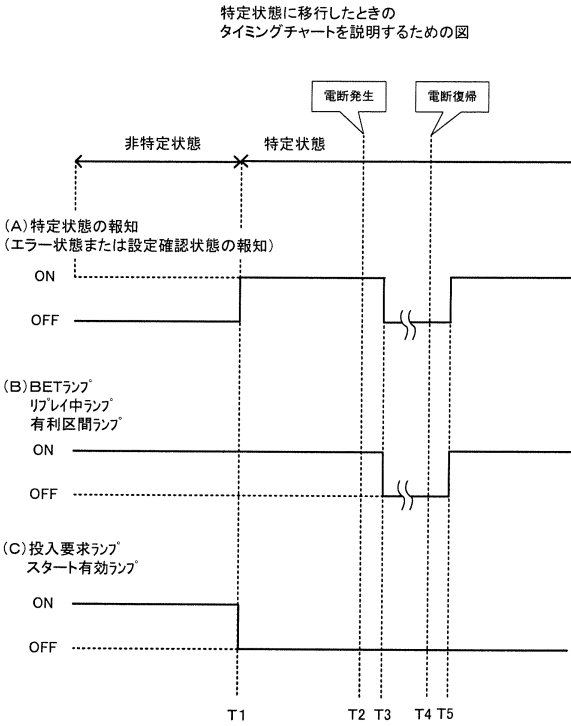 特定状態に移行したときの
タイミングチャートを説明するための図
電断発生
電断復帰
非特定状態
特定状態
(A)特定状態の報知
(エラー状態または設定確認状態の報知)
ON
OFF
(B)BETランプ
リプレイ中ランプ
有利区間ランプ
ON
OFF
(C)投入要求ランプ
スタート有効ランプ
ON
OFF
T1 T2 T3 T4 T5